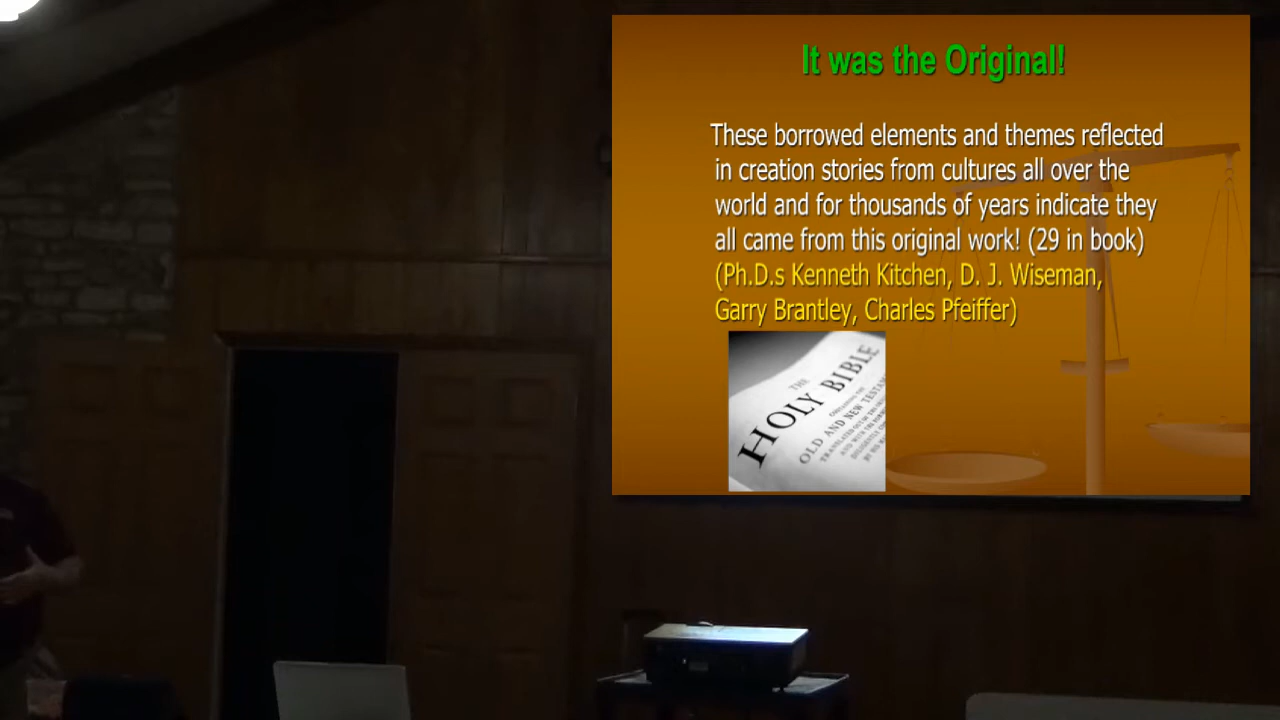 It was the Original!
These borrowed elements and themes reflected
in creation stories from cultures all over the
world and for thousands of years indicate they
all came from this original work! (29 in book)
(Ph.D.s Kenneth Kitchen, D. J. Wiseman,
Garry Brantley, Charles Pfeiffer)
THE
HOLY BIBLE
OLD AND NEW